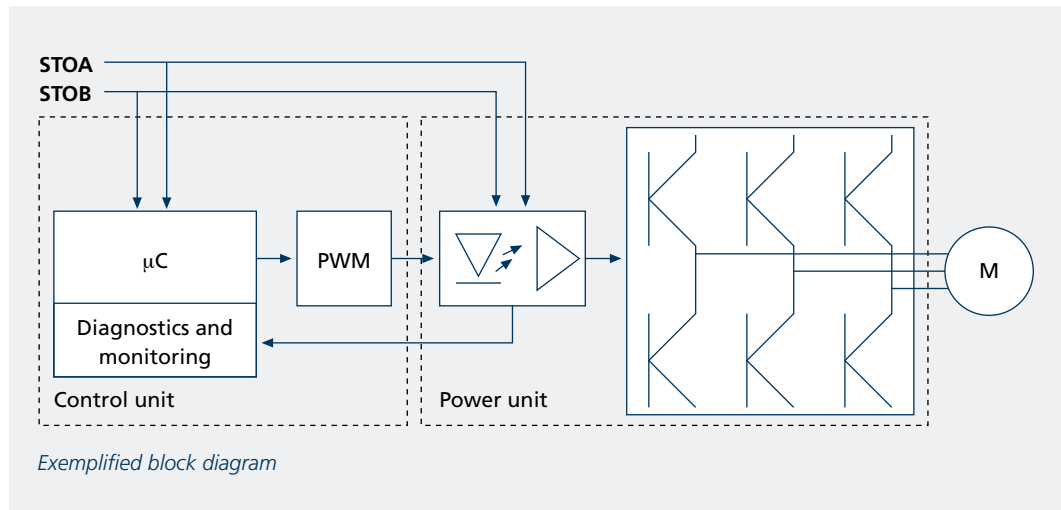 STOA
STOB
μC
PWM
Diagnostics and
monitoring
Control unit
Power unit
M
Exemplified block diagram